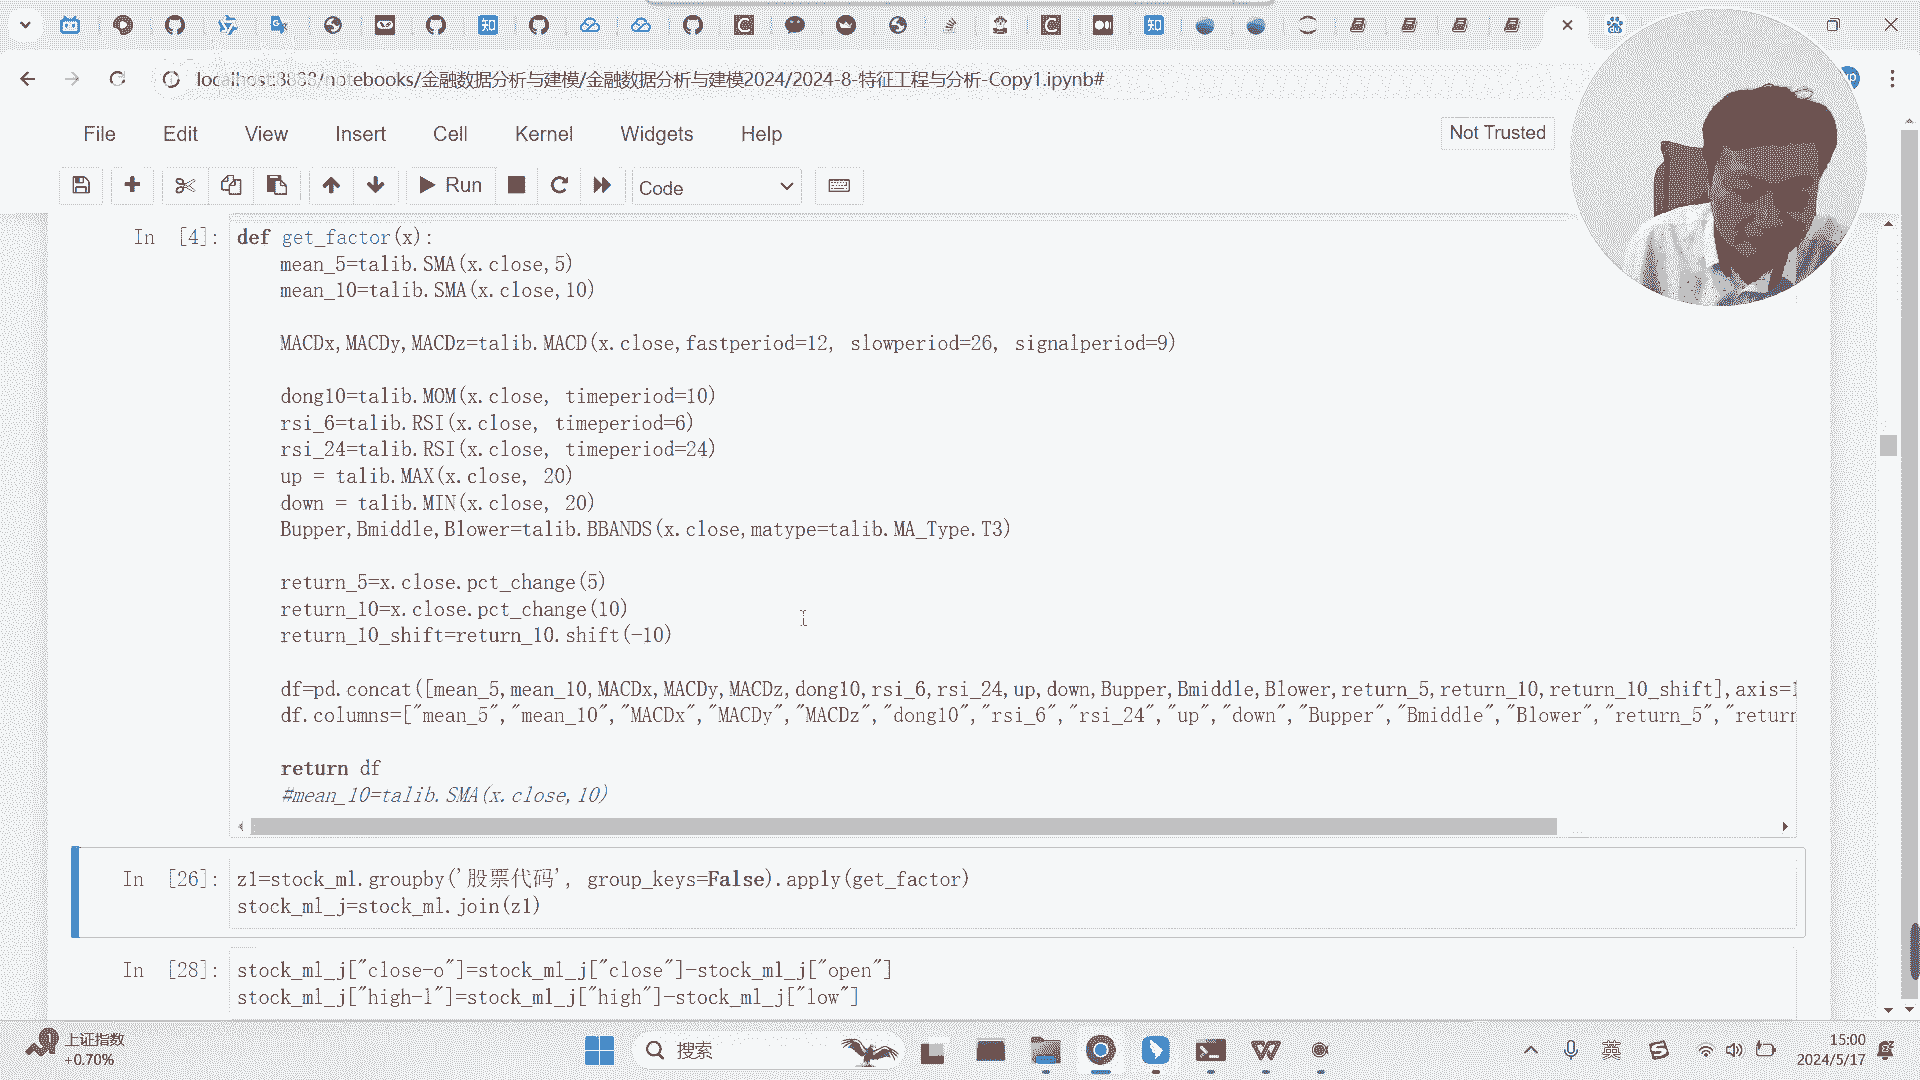 localhost:8888/notebooks/金融数据分析与建模/金融数据分析与建模2024/2024-8-特征工程与分析-Copy1.ipynb#
File Edit View Insert Cell Kernel Widgets Help
Not Trusted
Run
Code
In [4]:
def get_factor(x):
    mean_5=talib.SMA(x.close,5)
    mean_10=talib.SMA(x.close,10)
    MACDx,MACDy,MACDz=talib.MACD(x.close,fastperiod=12, slowperiod=26, signalperiod=9)
    dong10=talib.MOM(x.close, timeperiod=10)
    rsi_6=talib.RSI(x.close, timeperiod=6)
    rsi_24=talib.RSI(x.close, timeperiod=24)
    up = talib.MAX(x.close, 20)
    down = talib.MIN(x.close, 20)
    Bupper,Bmiddle,Blower=talib.BBANDS(x.close,matype=talib.MA_Type.T3)
    return_5=x.close.pct_change(5)
    return_10=x.close.pct_change(10)
    return_10_shift=return_10.shift(-10)
    df=pd.concat([mean_5,mean_10,MACDx,MACDy,MACDz,dong10,rsi_6,rsi_24,up,down,Bupper,Bmiddle,Blower,return_5,return_10,return_10_shift],axis=1
    df.columns=["mean_5","mean_10","MACDx","MACDy","MACDz","dong10","rsi_6","rsi_24","up","down","Bupper","Bmiddle","Blower","return_5","return
    return df
    #mean_10=talib.SMA(x.close,10)
In [26]:
z1=stock_ml.groupby('股票代码', group_keys=False).apply(get_factor)
stock_ml_j=stock_ml.join(z1)
In [28]:
stock_ml_j["close-o"]=stock_ml_j["close"]-stock_ml_j["open"]
stock_ml_j["high-l"]=stock_ml_j["high"]-stock_ml_j["low"]
上证指数
+0.70%
搜索
英
15:00
2024/5/17